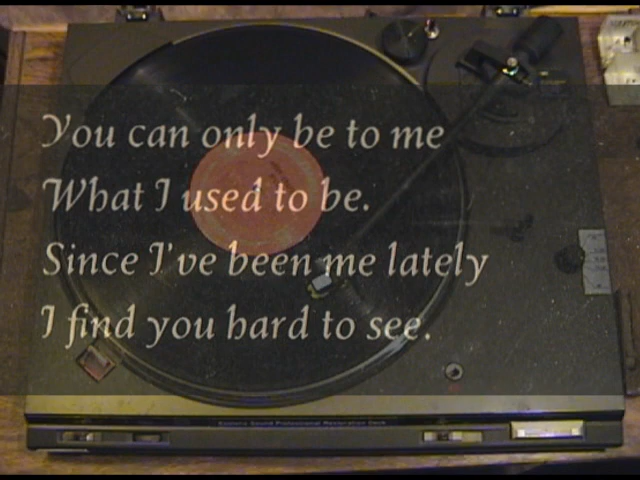 You can only be to me
What I used to be.
Since I've been me lately
I find you hard to see.